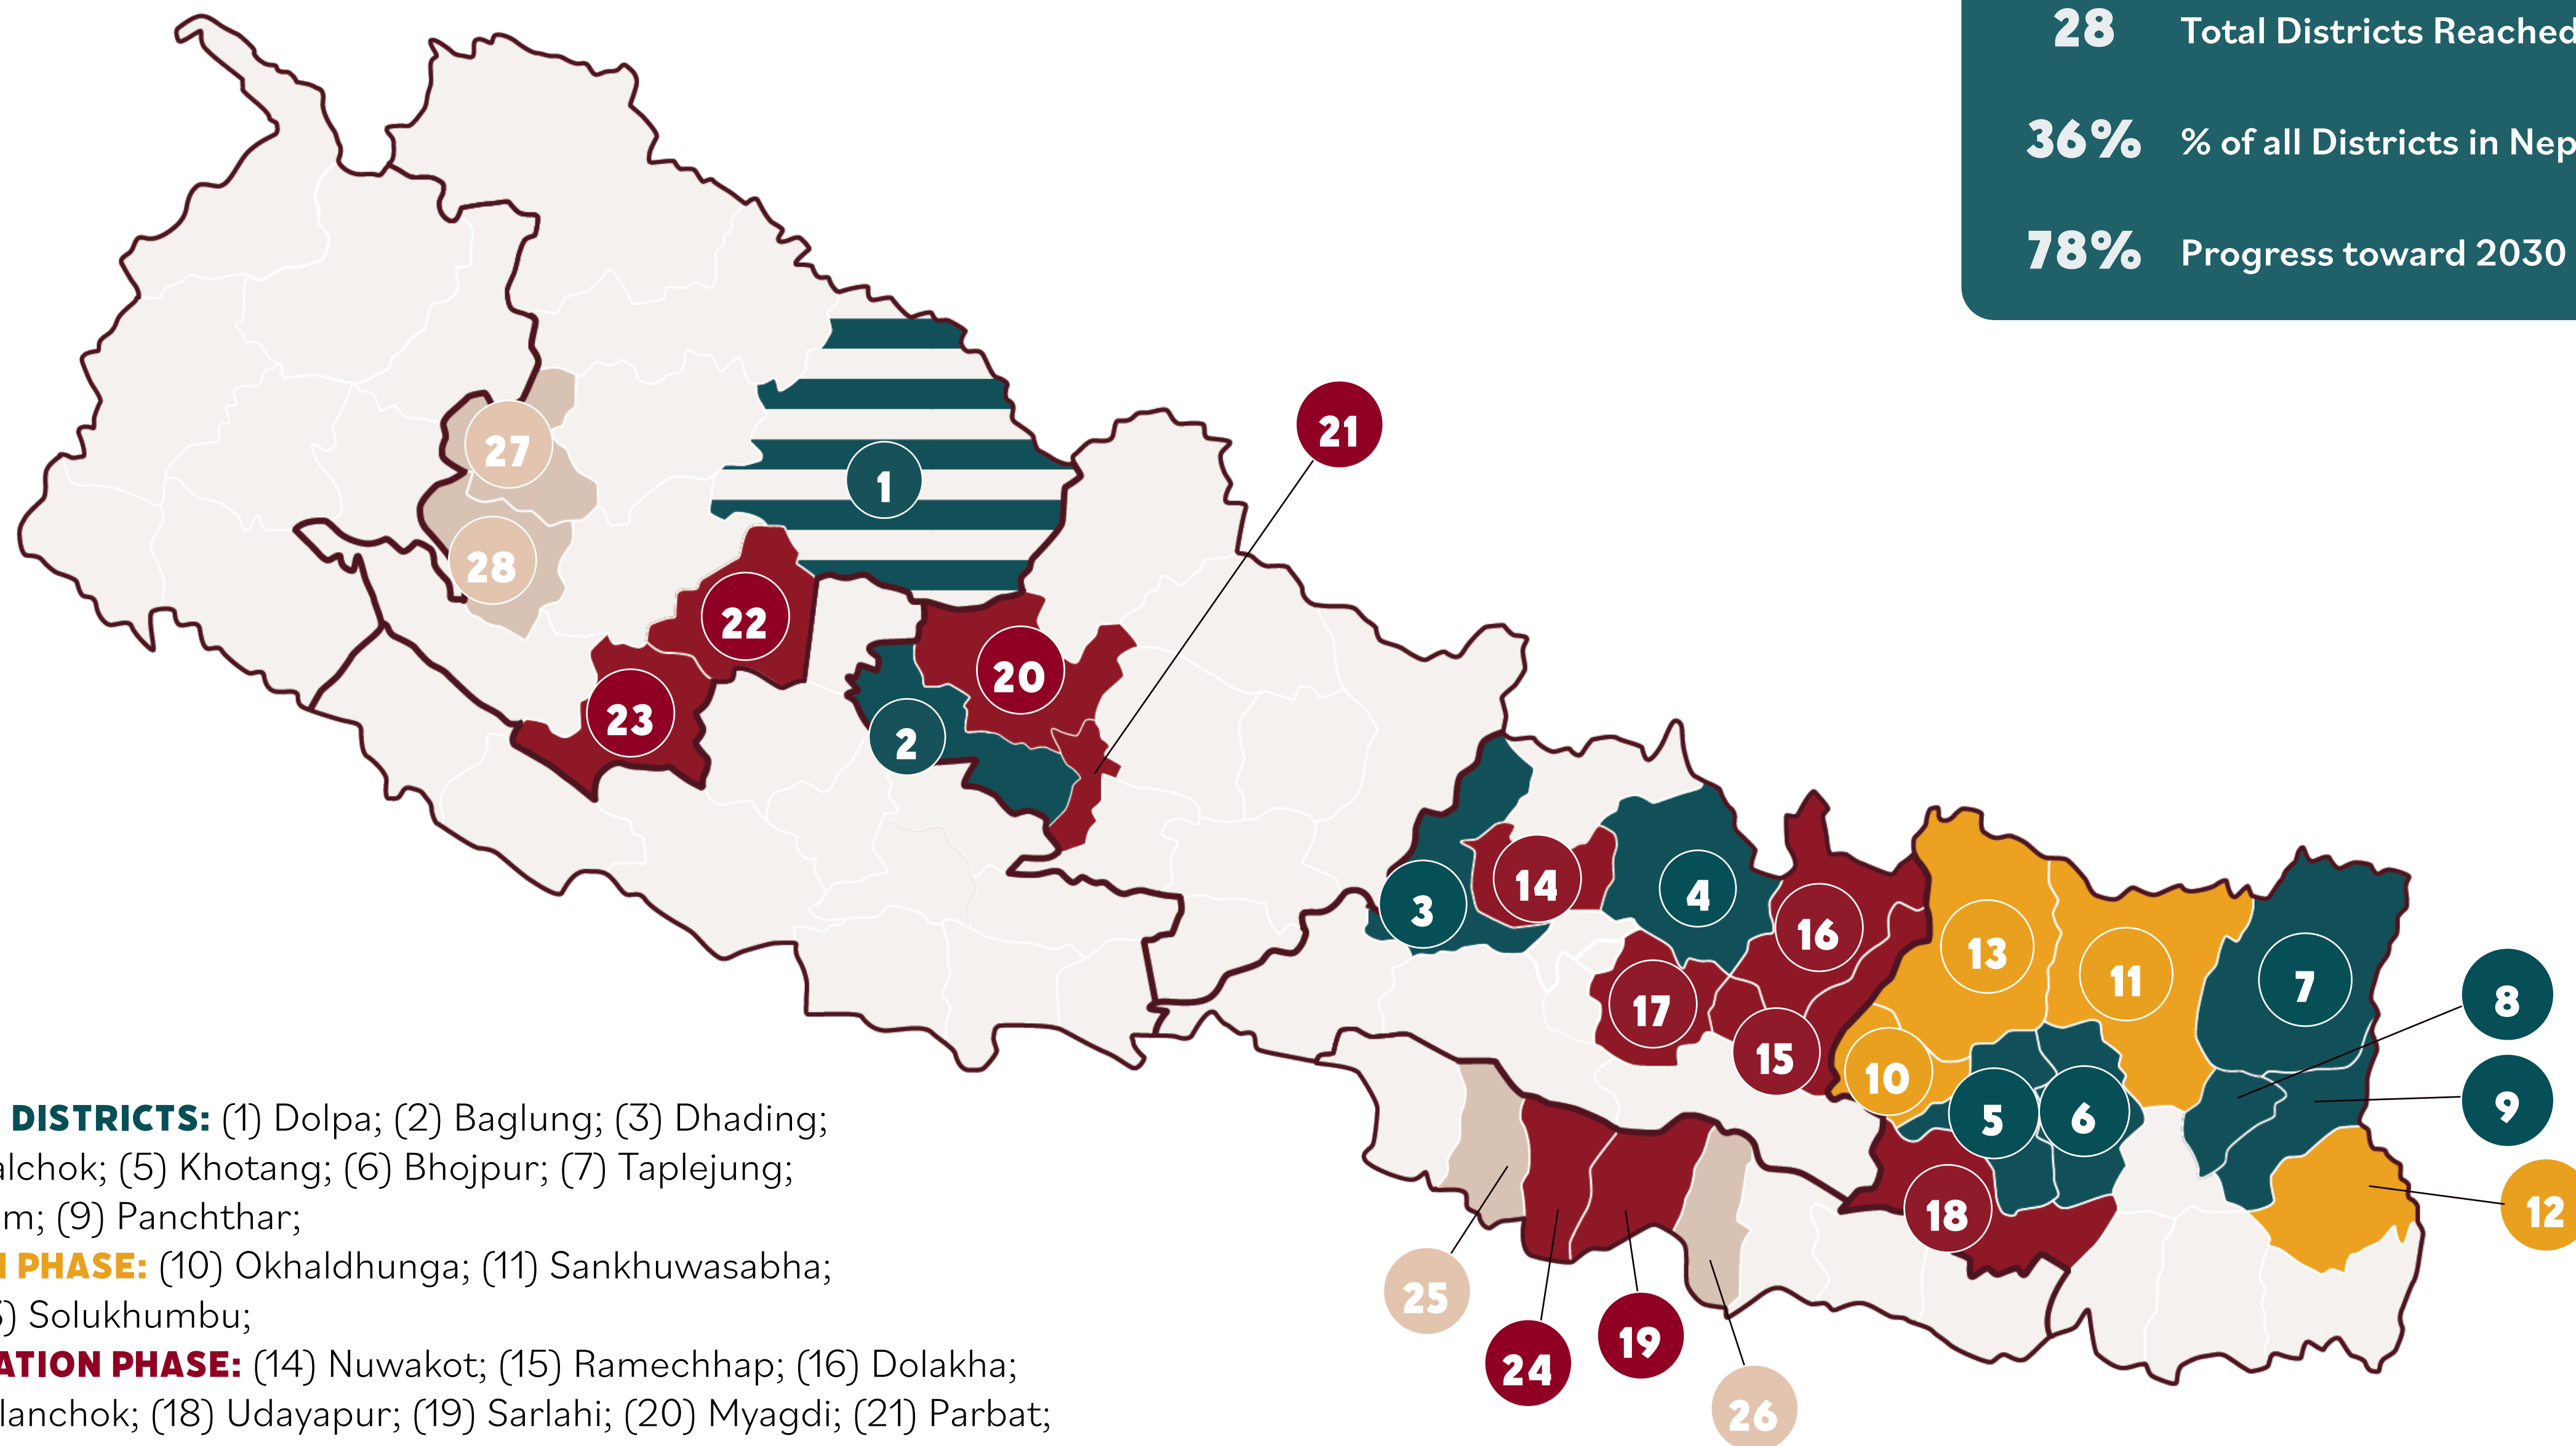 28 Total Districts Reached
36% % of all Districts in Nep
78% Progress toward 2030
21
27
1
28
22
20
23
2
3
14
4
16
13
11
7
8
17
15
10
5
6
9
18
12
25
24
19
26
DISTRICTS: (1) Dolpa; (2) Baglung; (3) Dhading;
alchok; (5) Khotang; (6) Bhojpur; (7) Taplejung;
m; (9) Panchthar;
PHASE: (10) Okhaldhunga; (11) Sankhuwasabha;
) Solukhumbu;
ATION PHASE: (14) Nuwakot; (15) Ramechhap; (16) Dolakha;
lanchok; (18) Udayapur; (19) Sarlahi; (20) Myagdi; (21) Parbat;